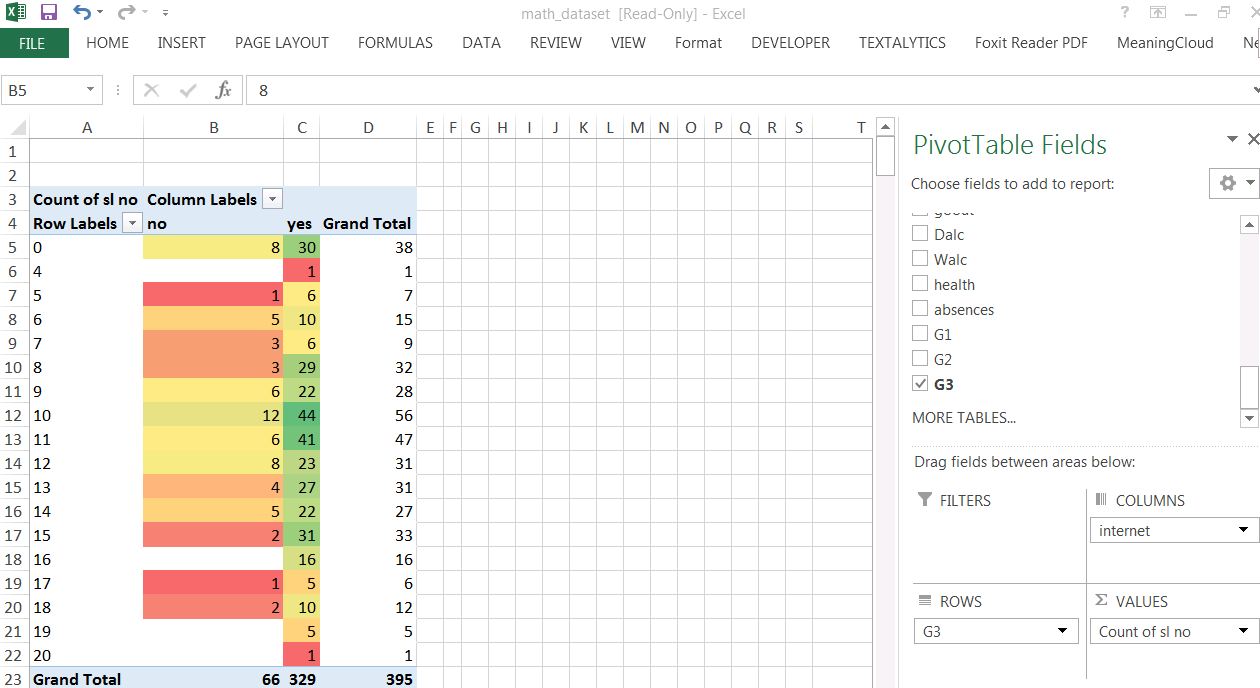 math_dataset [Read-Only] - Excel
FILE HOME INSERT PAGE LAYOUT FORMULAS DATA REVIEW VIEW Format DEVELOPER TEXTALYTICS Foxit Reader PDF MeaningCloud Ne
B5 fx 8
A B C D E F G H I J K L M N O P Q R S T
1
2
3 Count of sl no Column Labels
4 Row Labels no yes Grand Total
5 0 8 30 38
6 4 1 1
7 5 1 6 7
8 6 5 10 15
9 7 3 6 9
10 8 3 29 32
11 9 6 22 28
12 10 12 44 56
13 11 6 41 47
14 12 8 23 31
15 13 4 27 31
16 14 5 22 27
17 15 2 31 33
18 16 16 16
19 17 1 5 6
20 18 2 10 12
21 19 5 5
22 20 1 1
23 Grand Total 66 329 395
PivotTable Fields
Choose fields to add to report:
goout
Dalc
Walc
health
absences
G1
G2
G3
MORE TABLES...
Drag fields between areas below:
FILTERS
COLUMNS
internet
ROWS
G3
Σ VALUES
Count of sl no